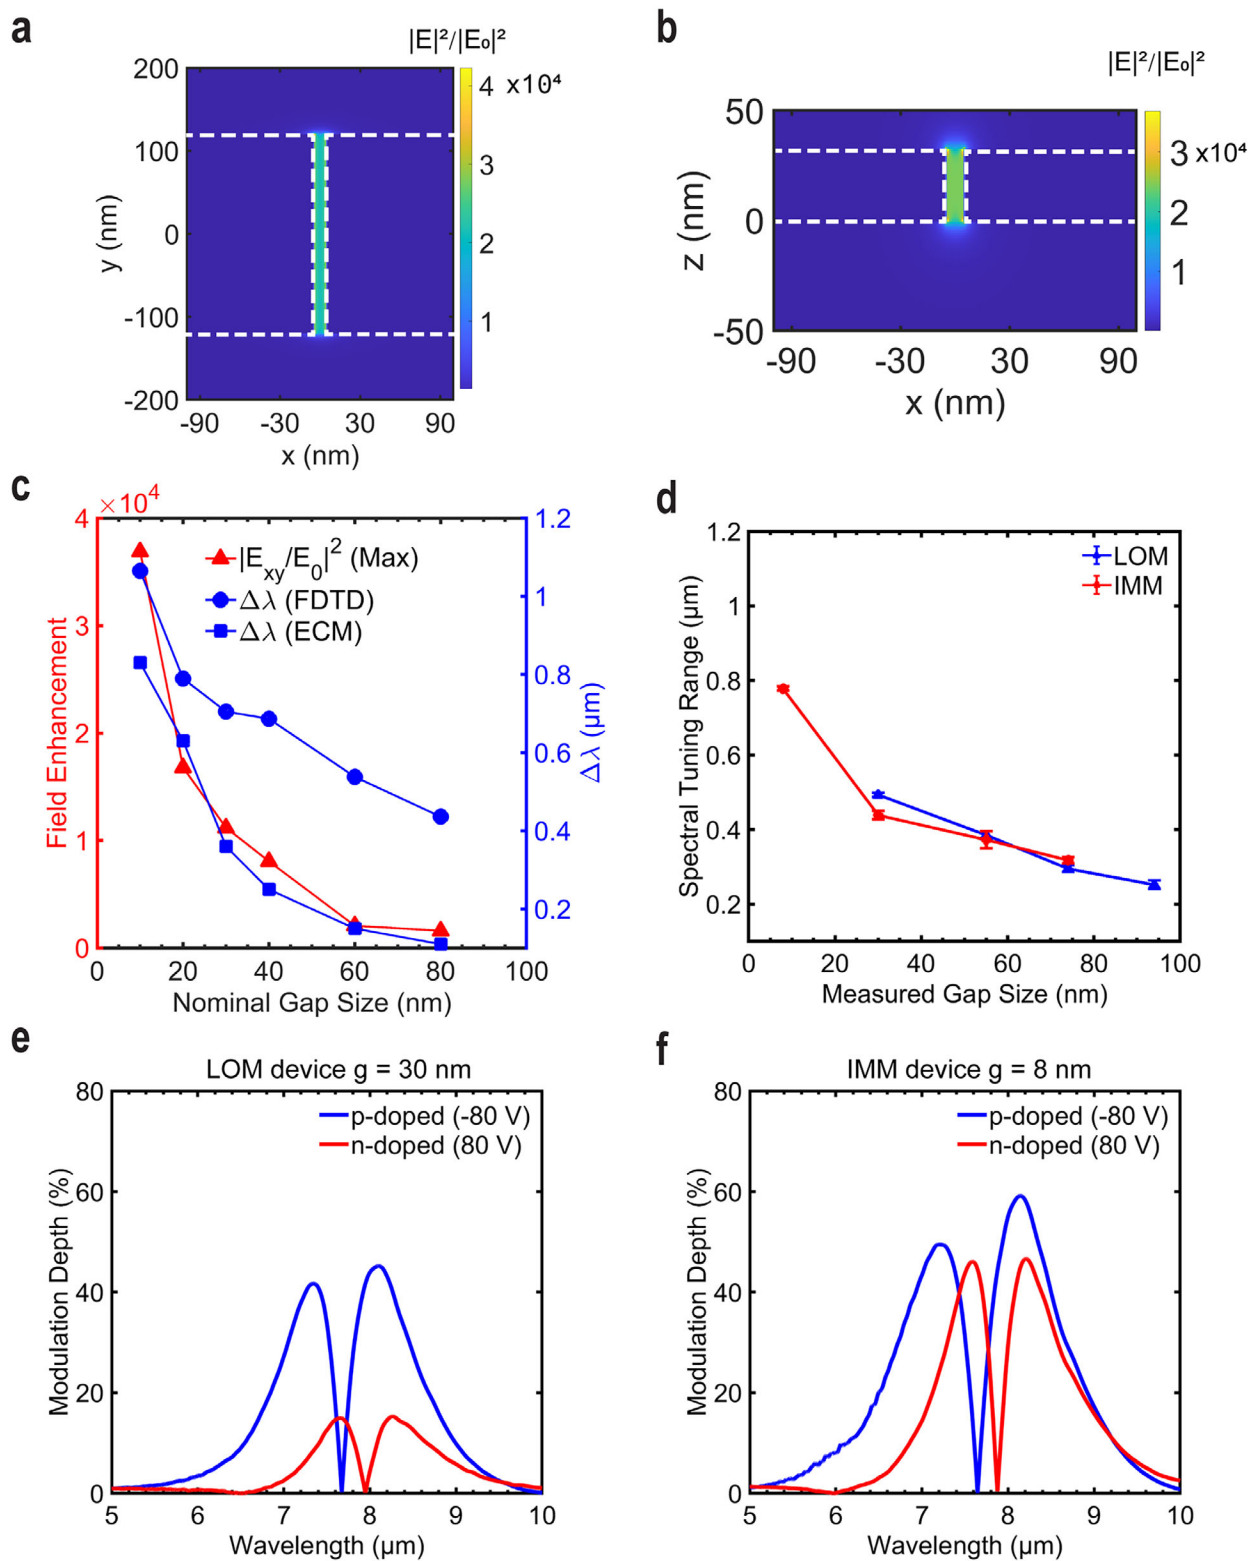 a
|E|²/|E₀|²
200
100
0
-100
-200
y (nm)
-90 -30 30 90
x (nm)
4 x10⁴
3
2
1
b
|E|²/|E₀|²
50
0
-50
z (nm)
-90 -30 30 90
x (nm)
3 x10⁴
2
1
c
×10⁴
4
3
2
1
0
Field Enhancement
|E_xy/E_0|² (Max)
Δλ (FDTD)
Δλ (ECM)
1.2
1
0.8
0.6
0.4
0.2
Δλ (μm)
0 20 40 60 80 100
Nominal Gap Size (nm)
d
1.2
1
0.8
0.6
0.4
0.2
Spectral Tuning Range (μm)
LOM
IMM
0 20 40 60 80 100
Measured Gap Size (nm)
e
LOM device g = 30 nm
80
60
40
20
0
Modulation Depth (%)
p-doped (-80 V)
n-doped (80 V)
5 6 7 8 9 10
Wavelength (μm)
f
IMM device g = 8 nm
80
60
40
20
0
Modulation Depth (%)
p-doped (-80 V)
n-doped (80 V)
5 6 7 8 9 10
Wavelength (μm)